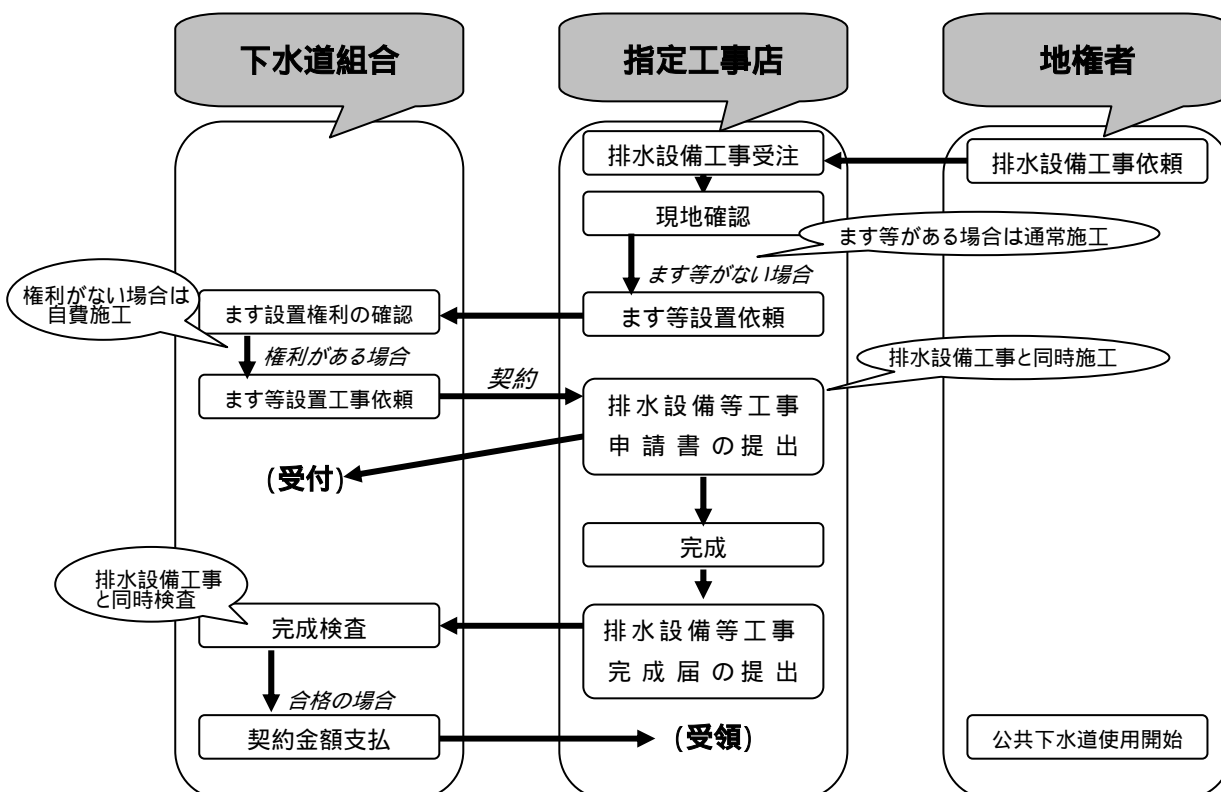 下水道組合
指定工事店
地権者
排水設備工事受注
排水設備工事依頼
現地確認
ます等がある場合は通常施工
ます等がない場合
権利がない場合は
自費施工
ます設置権利の確認
ます等設置依頼
権利がある場合
排水設備工事と同時施工
契約
ます等設置工事依頼
排水設備等工事
申請書の提出
(受付)
完成
排水設備工事
と同時検査
完成検査
排水設備等工事
完成届の提出
合格の場合
契約金額支払
(受領)
公共下水道使用開始